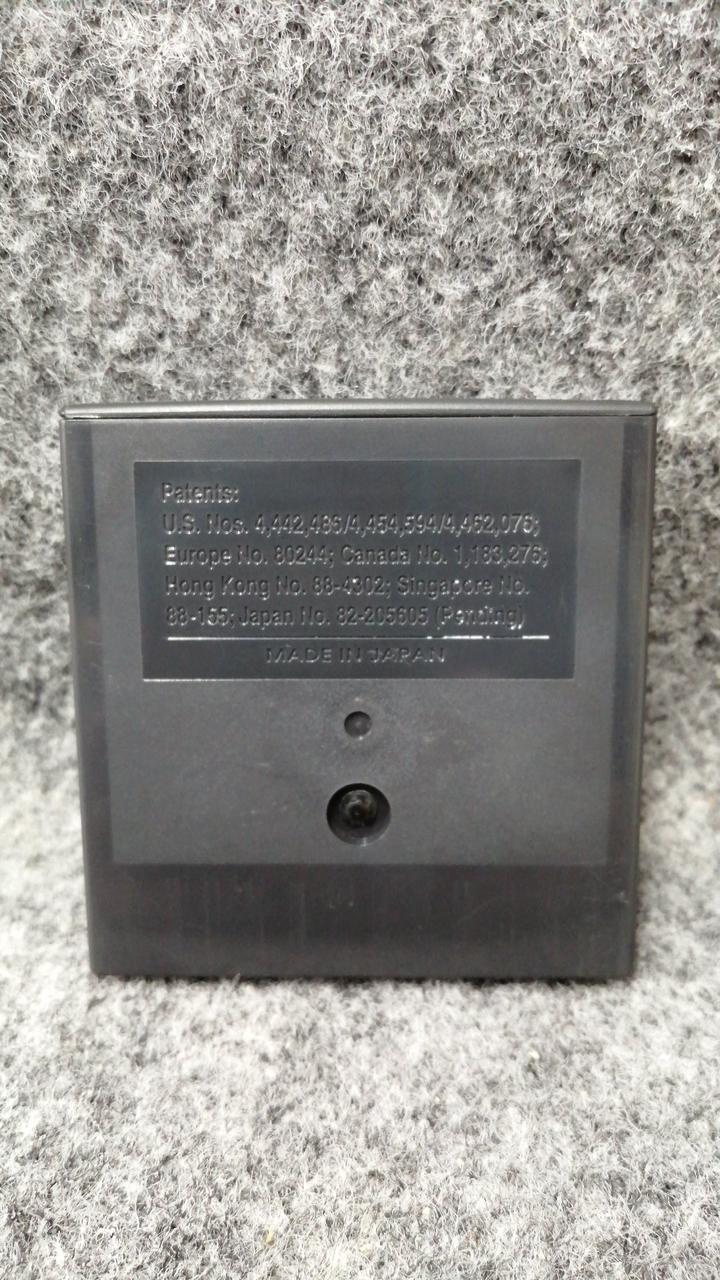 Patents:
U.S. Nos. 4,442,486/4,454,594/4,462,076;
Europe No. 80244; Canada No. 1,183,276;
Hong Kong No. 88-4302; Singapore No.
88-155; Japan No. 82-205605 (Pending)
MADE IN JAPAN